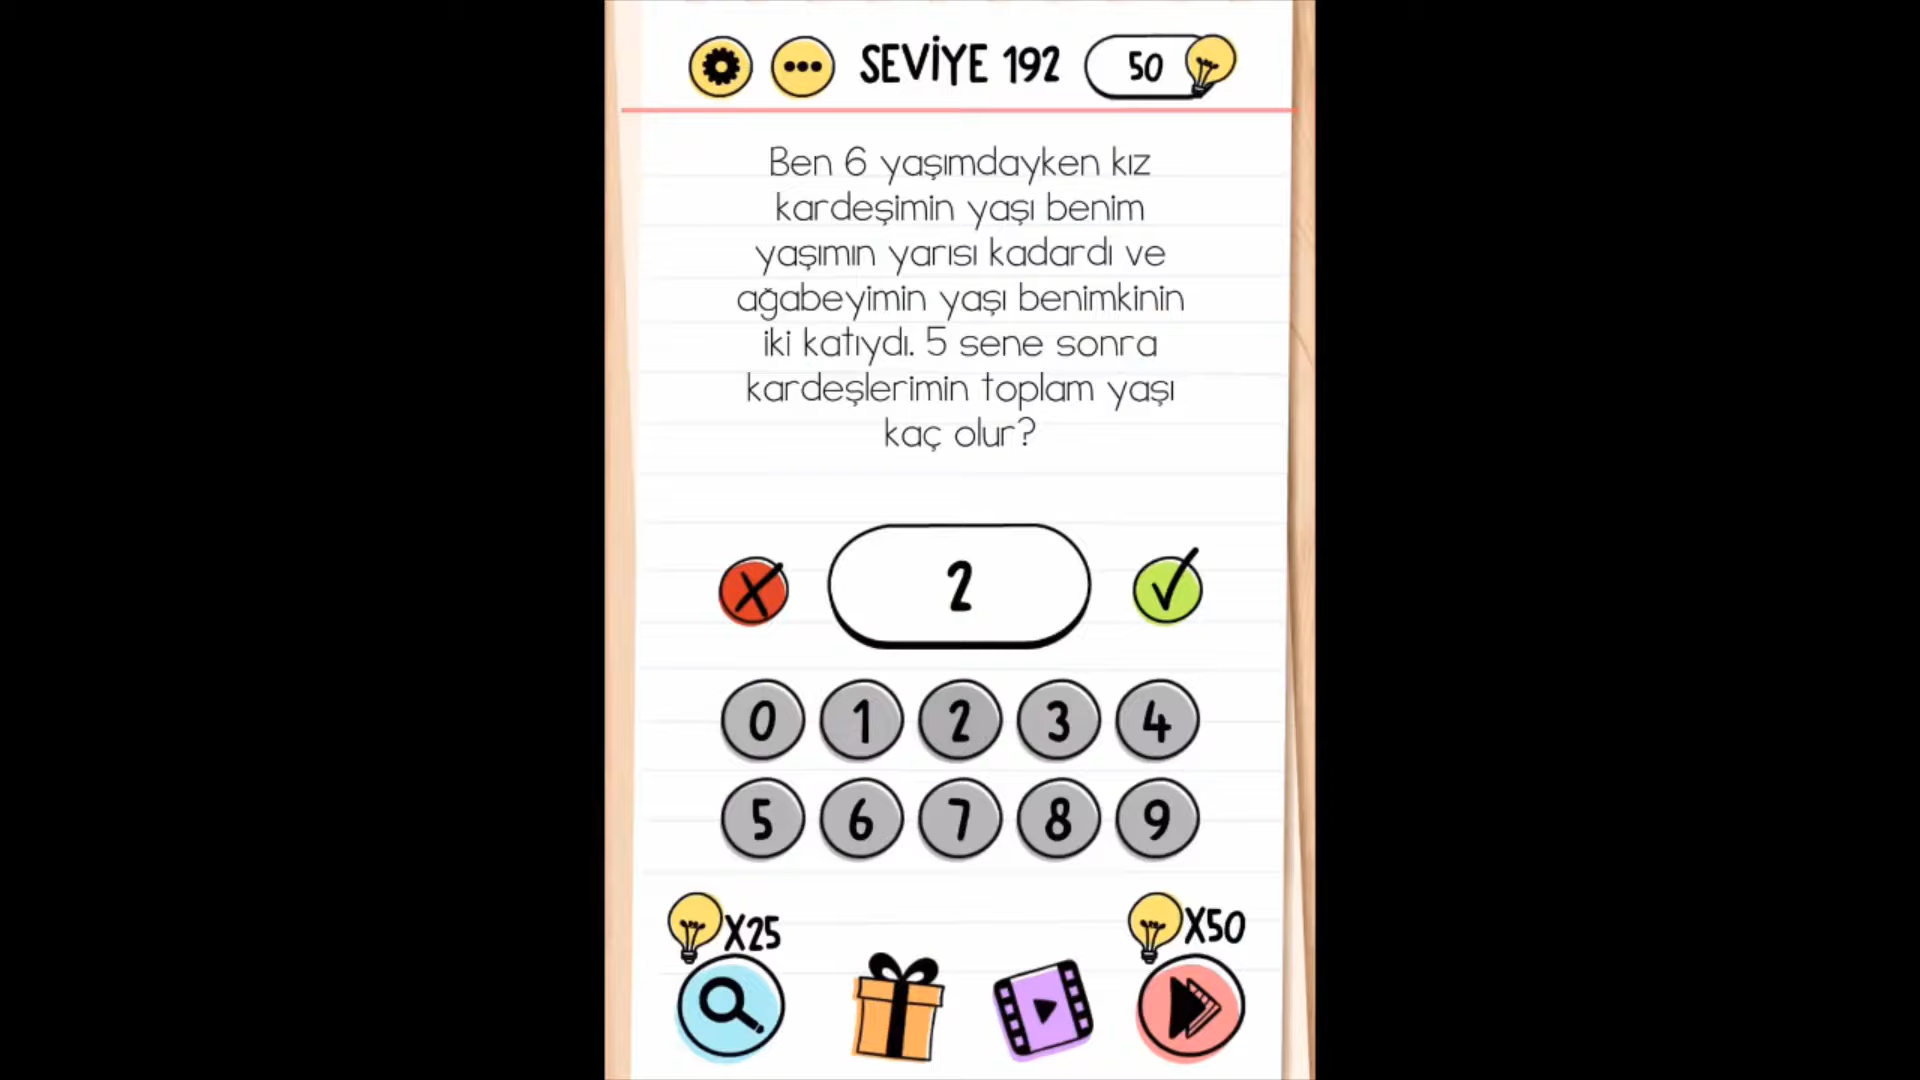 SEVİYE 192
50
Ben 6 yaşımdayken kız
kardeşimin yaşı benim
yaşımın yarısı kadardı ve
ağabeyimin yaşı benimkinin
iki katıydı. 5 sene sonra
kardeşlerimin toplam yaşı
kaç olur?
2
0 1 2 3 4
5 6 7 8 9
X25
X50